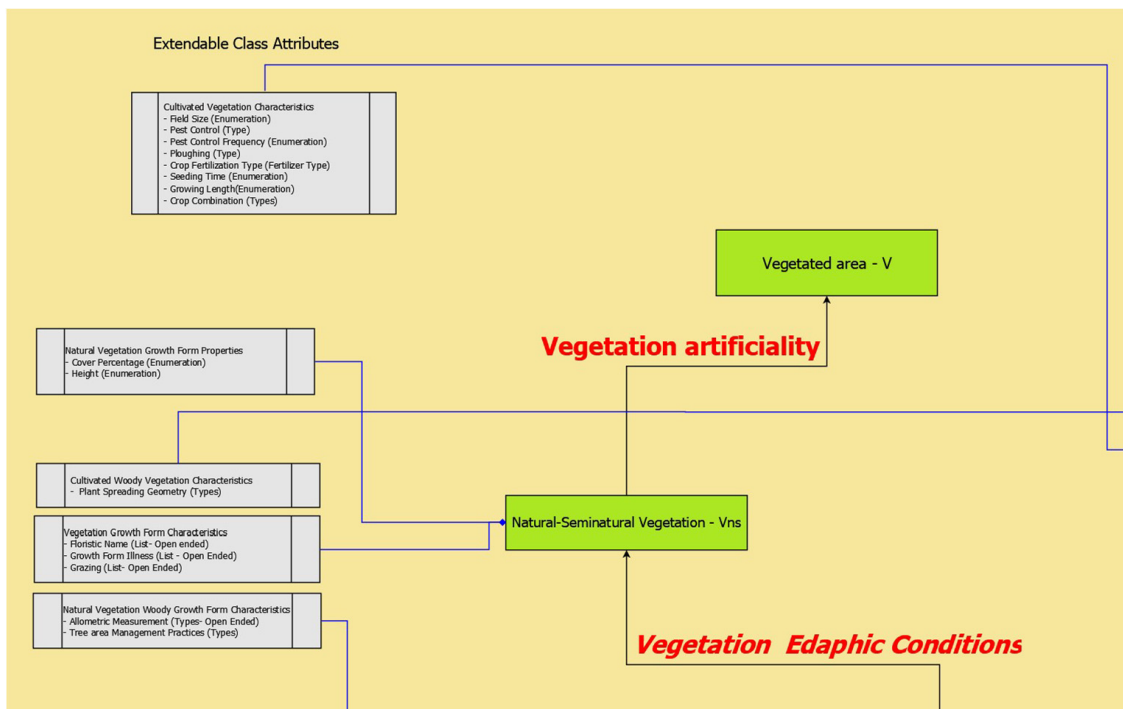 Extendable Class Attributes
Cultivated Vegetation Characteristics
- Field Size (Enumeration)
- Pest Control (Type)
- Pest Control Frequency (Enumeration)
- Ploughing (Type)
- Crop Fertilization Type (Fertilizer Type)
- Seeding Time (Enumeration)
- Growing Length(Enumeration)
- Crop Combination (Types)
Vegetated area - V
Vegetation artificiality
Natural Vegetation Growth Form Properties
- Cover Percentage (Enumeration)
- Height (Enumeration)
Cultivated Woody Vegetation Characteristics
- Plant Spreading Geometry (Types)
Natural-Seminatural Vegetation - Vns
Vegetation Growth Form Characteristics
- Floristic Name (List- Open ended)
- Growth Form Illness (List - Open Ended)
- Grazing (List- Open Ended)
Natural Vegetation Woody Growth Form Characteristics
- Allometric Measurement (Types- Open Ended)
- Tree area Management Practices (Types)
Vegetation Edaphic Conditions